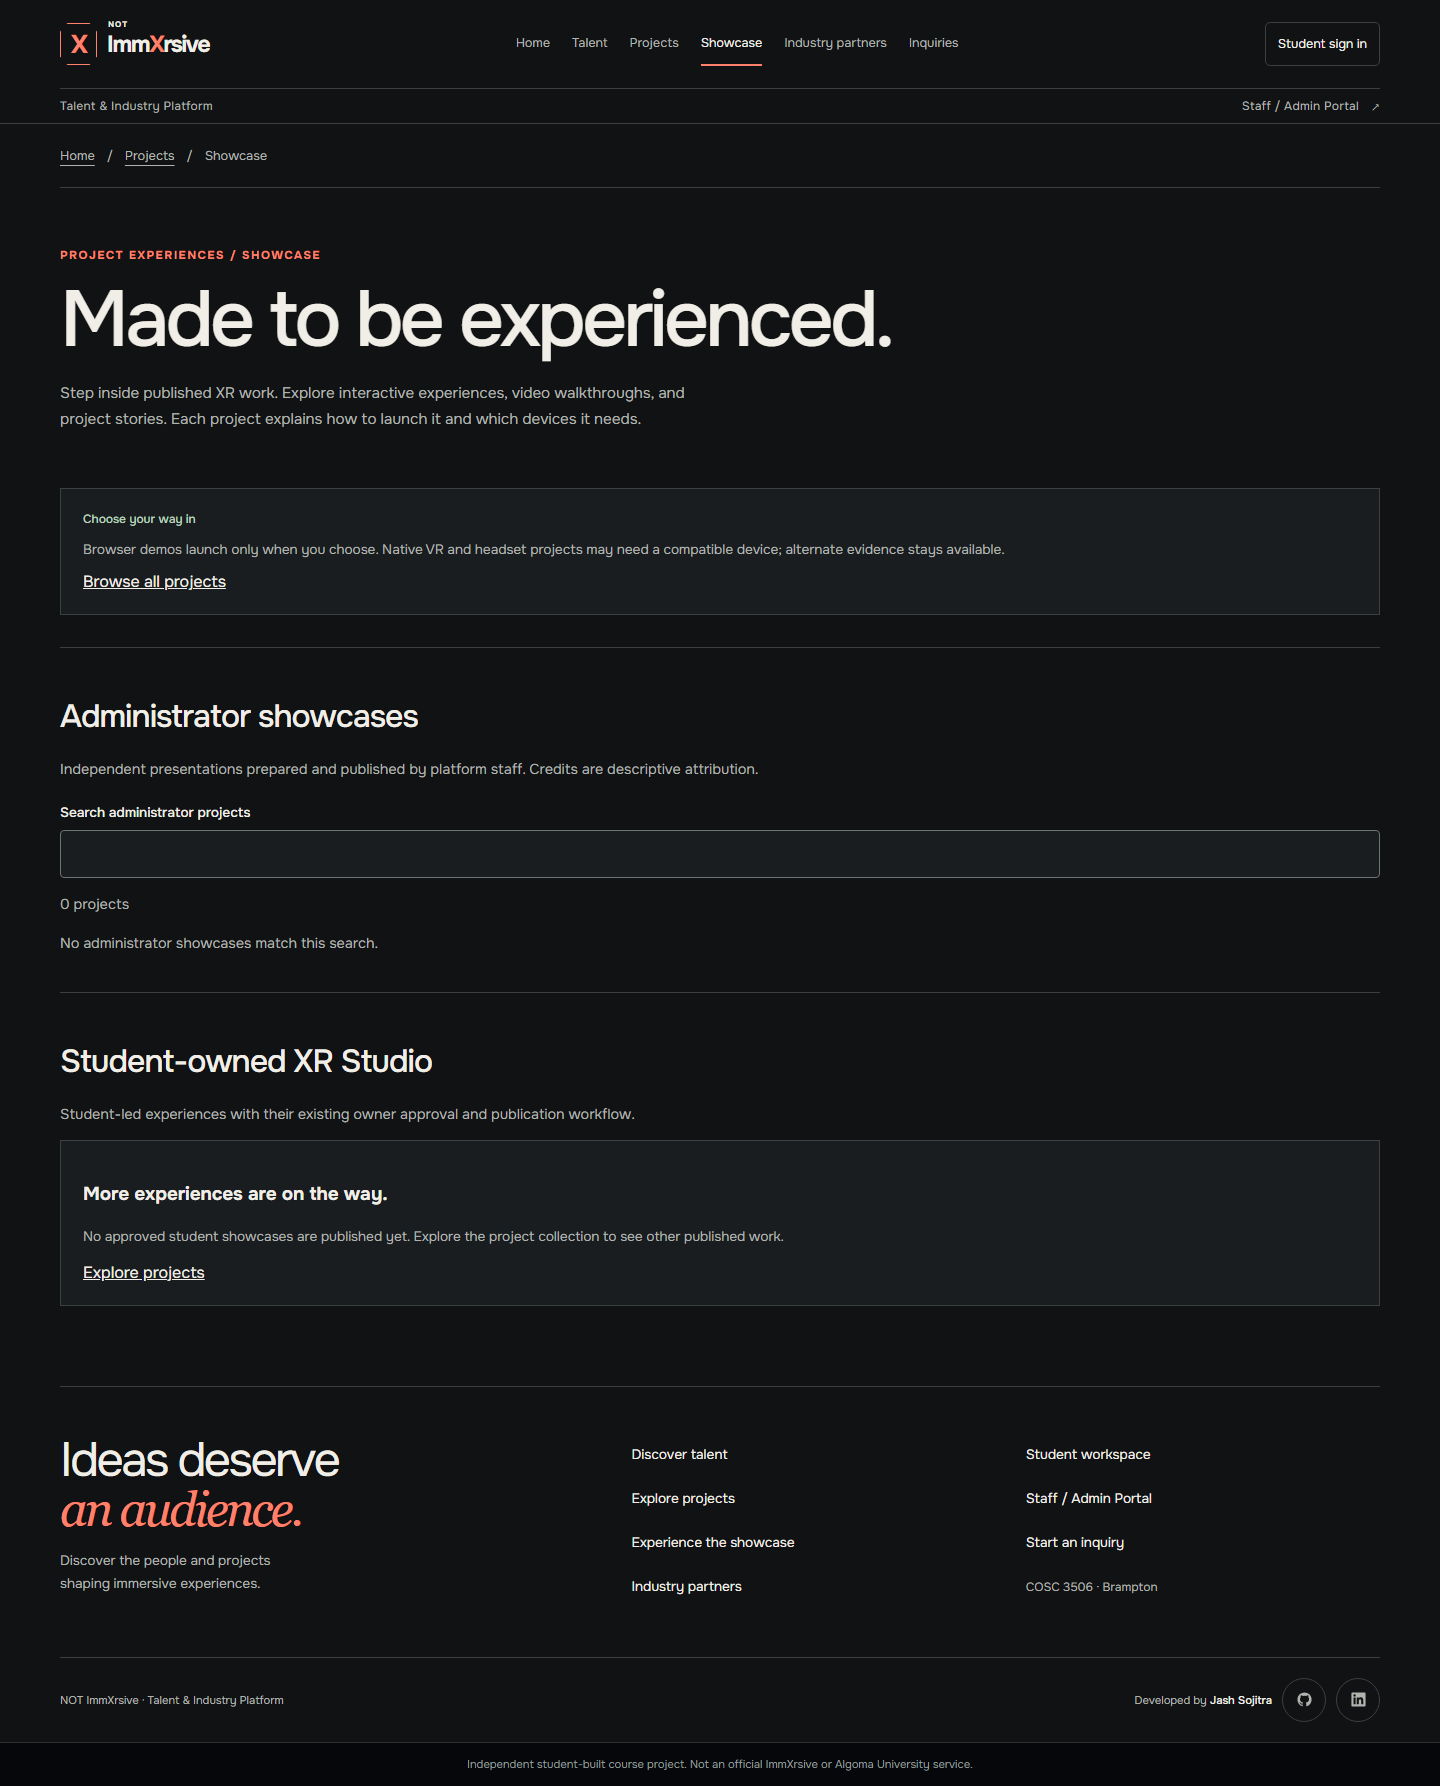 X
NOT
ImmXrsive
Home
Talent
Projects
Showcase
Industry partners
Inquiries
Student sign in
Talent & Industry Platform
Staff / Admin Portal ↗
Home / Projects / Showcase
PROJECT EXPERIENCES / SHOWCASE
Made to be experienced.
Step inside published XR work. Explore interactive experiences, video walkthroughs, and
project stories. Each project explains how to launch it and which devices it needs.
Choose your way in
Browser demos launch only when you choose. Native VR and headset projects may need a compatible device; alternate evidence stays available.
Browse all projects
Administrator showcases
Independent presentations prepared and published by platform staff. Credits are descriptive attribution.
Search administrator projects
0 projects
No administrator showcases match this search.
Student-owned XR Studio
Student-led experiences with their existing owner approval and publication workflow.
More experiences are on the way.
No approved student showcases are published yet. Explore the project collection to see other published work.
Explore projects
Ideas deserve
an audience.
Discover the people and projects
shaping immersive experiences.
Discover talent
Explore projects
Experience the showcase
Industry partners
Student workspace
Staff / Admin Portal
Start an inquiry
COSC 3506 · Brampton
NOT ImmXrsive · Talent & Industry Platform
Developed by Jash Sojitra
in
Independent student-built course project. Not an official ImmXrsive or Algoma University service.